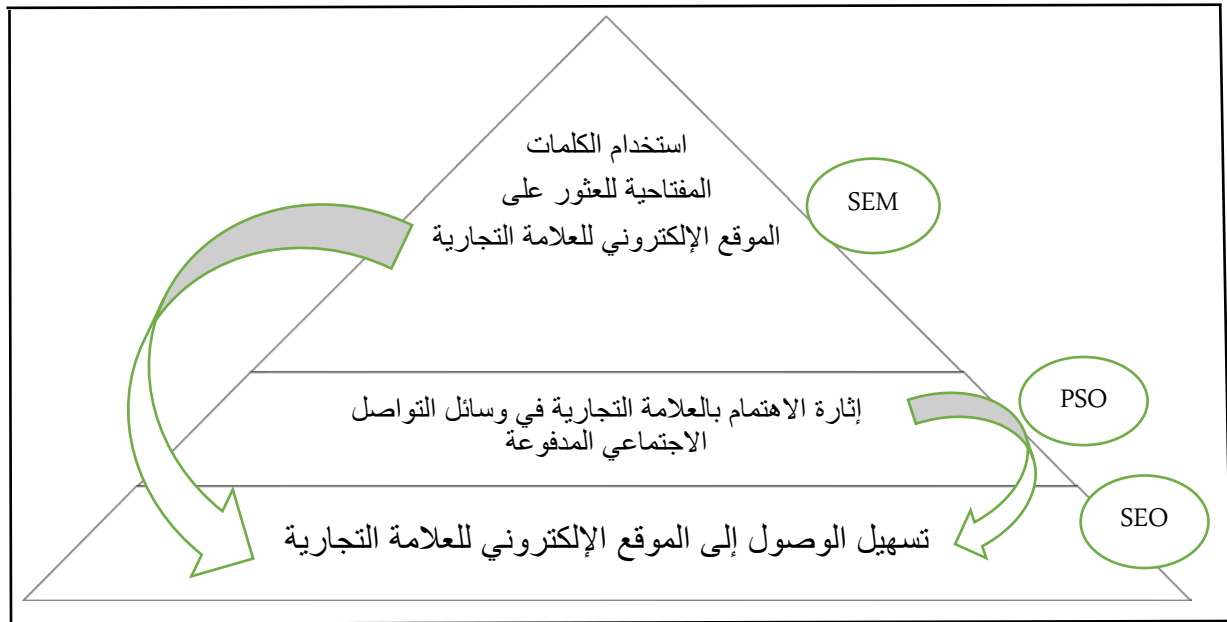 استخدام الكلمات
المفتاحية للعثور على
الموقع الإلكتروني للعلامة التجارية
SEM
إثارة الاهتمام بالعلامة التجارية في وسائل التواصل
الاجتماعي المدفوعة
PSO
تسهيل الوصول إلى الموقع الإلكتروني للعلامة التجارية
SEO